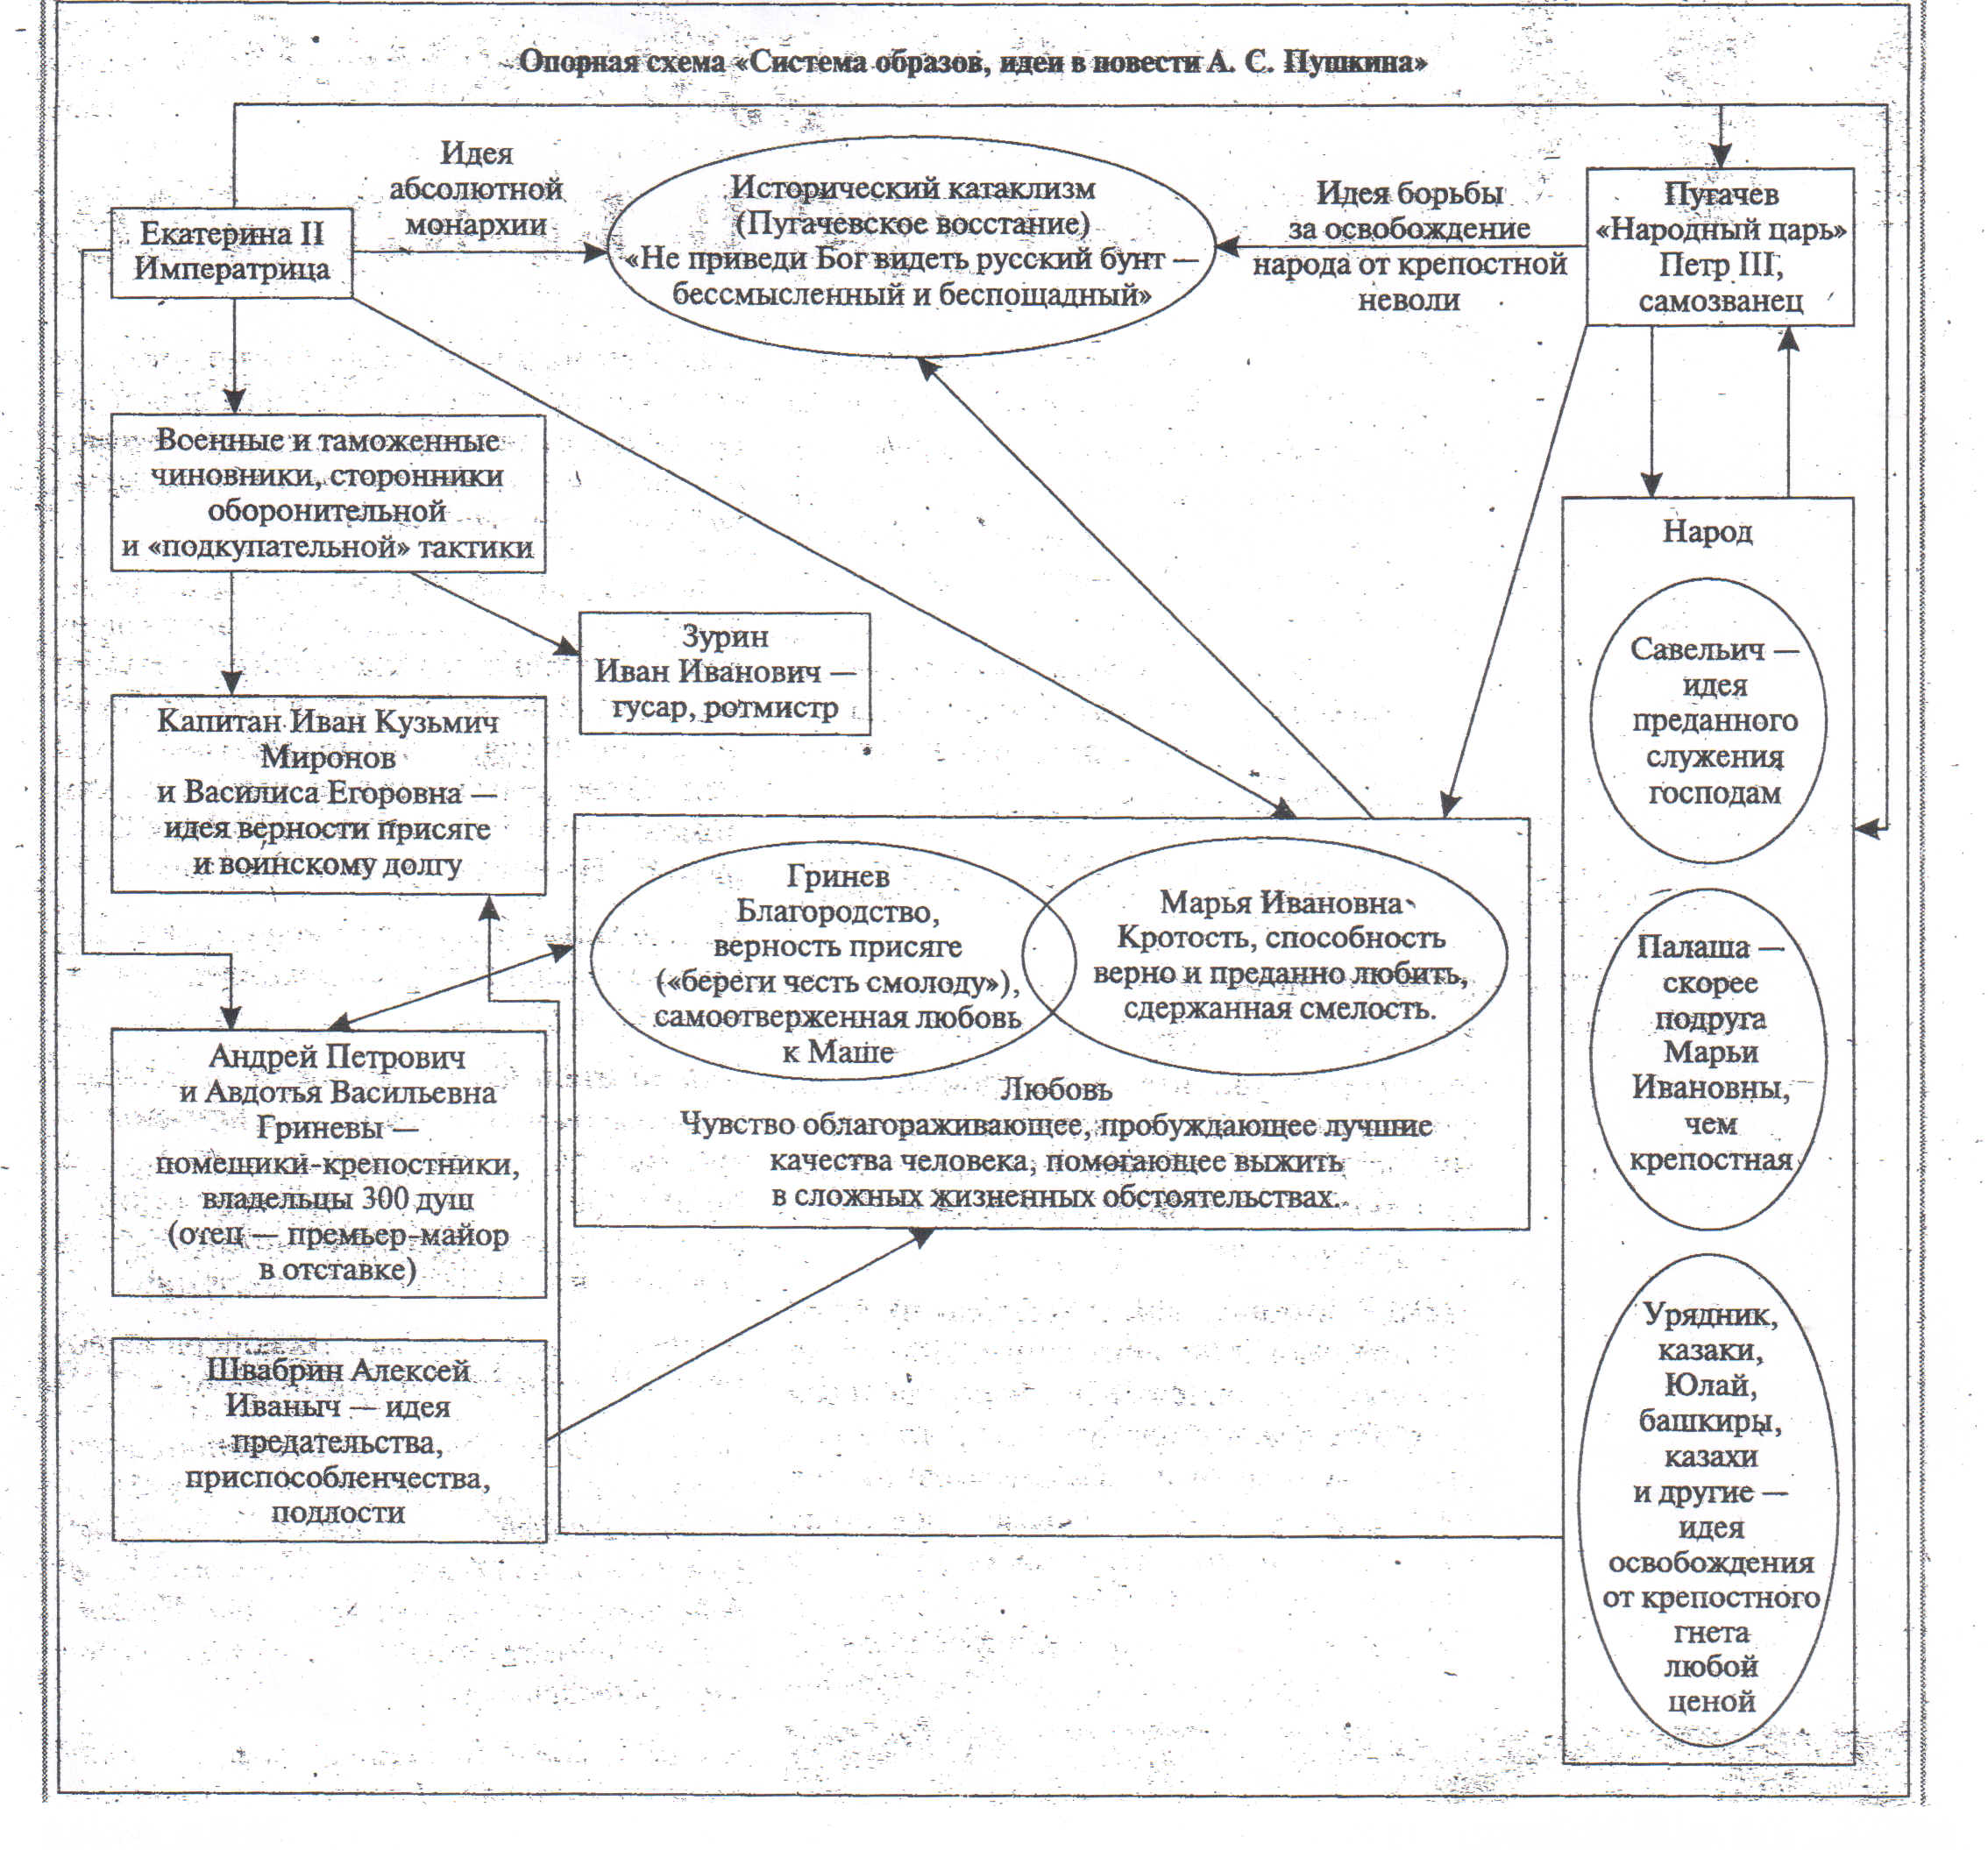 Опорная схема «Система образов, идеи в повести А. С. Пушкина»
Идея
абсолютной
монархии
Екатерина II
Императрица
Исторический катаклизм
(Пугачевское восстание)
«Не приведи Бог видеть русский бунт —
бессмысленный и беспощадный»
Идея борьбы
за освобождение
народа от крепостной
неволи
Пугачев
«Народный царь»
Петр III,
самозванец
Военные и таможенные
чиновники, сторонники
оборонительной
и «подкупательной» тактики
Зурин
Иван Иванович —
гусар, ротмистр
Капитан Иван Кузьмич
Миронов
и Василиса Егоровна —
идея верности присяге
и воинскому долгу
Гринев
Благородство,
верность присяге
(«береги честь смолоду»),
самоотверженная любовь
к Маше
Марья Ивановна
Кротость, способность
верно и преданно любить,
сдержанная смелость.
Любовь
Чувство облагораживающее, пробуждающее лучшие
качества человека, помогающее выжить
в сложных жизненных обстоятельствах.
Андрей Петрович
и Авдотья Васильевна
Гриневы —
помещики-крепостники,
владельцы 300 душ
(отец — премьер-майор
в отставке)
Швабрин Алексей
Иваныч — идея
предательства,
приспособленчества,
подлости
Народ
Савельич —
идея
преданного
служения
господам
Палаша —
скорее
подруга
Марьи
Ивановны,
чем
крепостная
Урядник,
казаки,
Юлай,
башкиры,
казахи
и другие —
идея
освобождения
от крепостного
гнета
любой
ценой